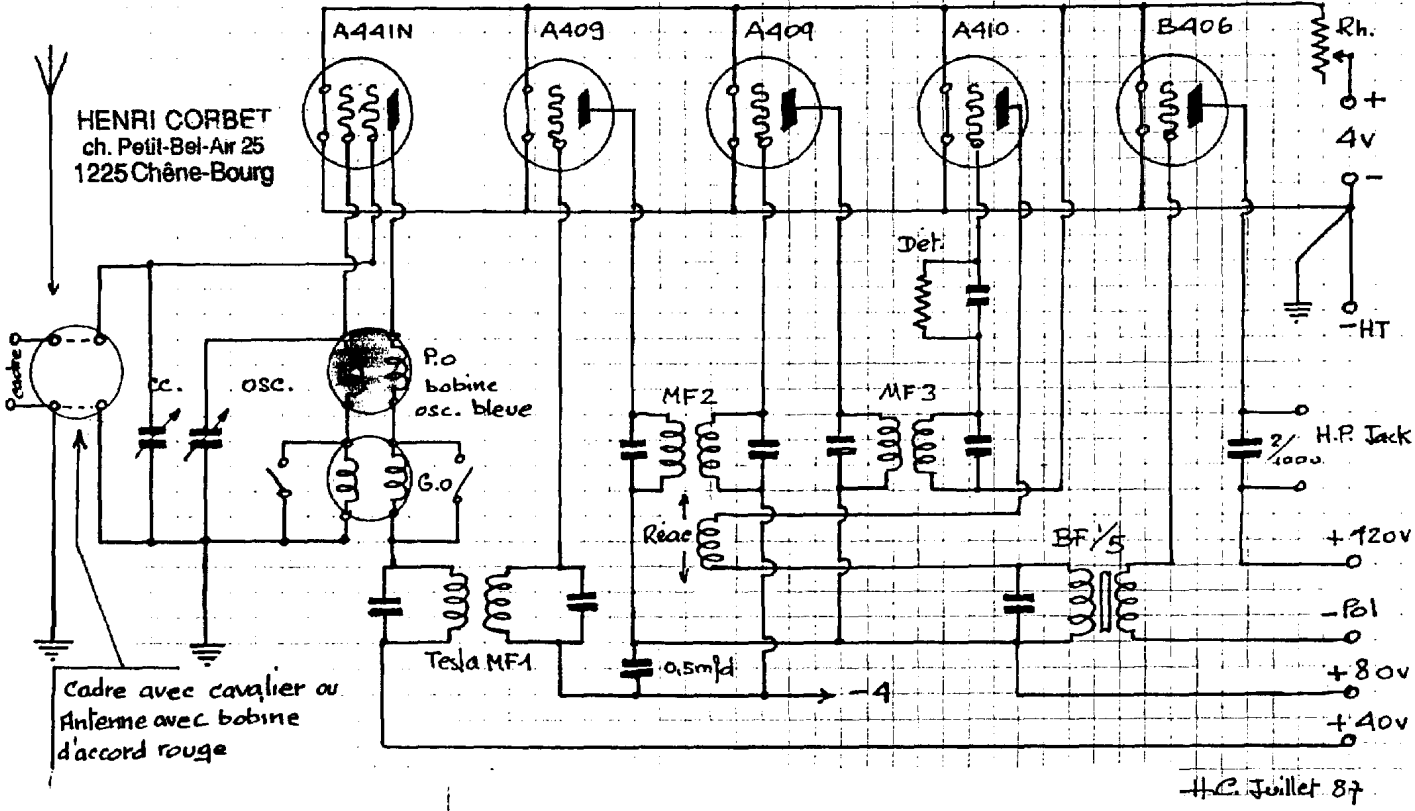 A441N
A409
A409
A410
B406
Rh.
+
4v
-
-HT
HENRI CORBET
ch. Petit-Bel-Air 25
1225 Chêne-Bourg
Det.
cadre
cc.
osc.
P.O
bobine
osc. bleue
G.O
MF2
MF3
2/1000
H.P. Jack
Réac
BF 1/5
+120v
-Pol
+80v
+40v
Tesla MF1
0,5mfd
-4
Cadre avec cavalier ou
Antenne avec bobine
d'accord rouge
H.C. Juillet 87